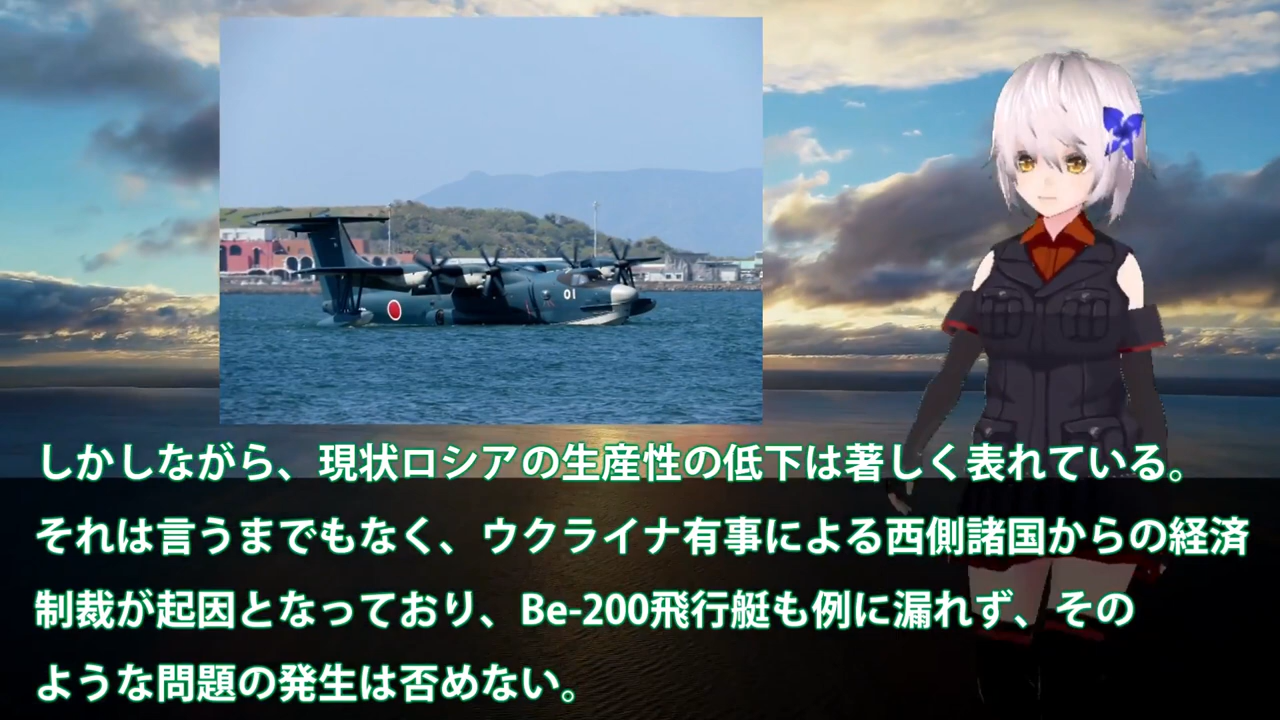 01
しかしながら、現状ロシアの生産性の低下は著しく表れている。
それは言うまでもなく、ウクライナ有事による西側諸国からの経済
制裁が起因となっており、Be-200飛行艇も例に漏れず、その
ような問題の発生は否めない。